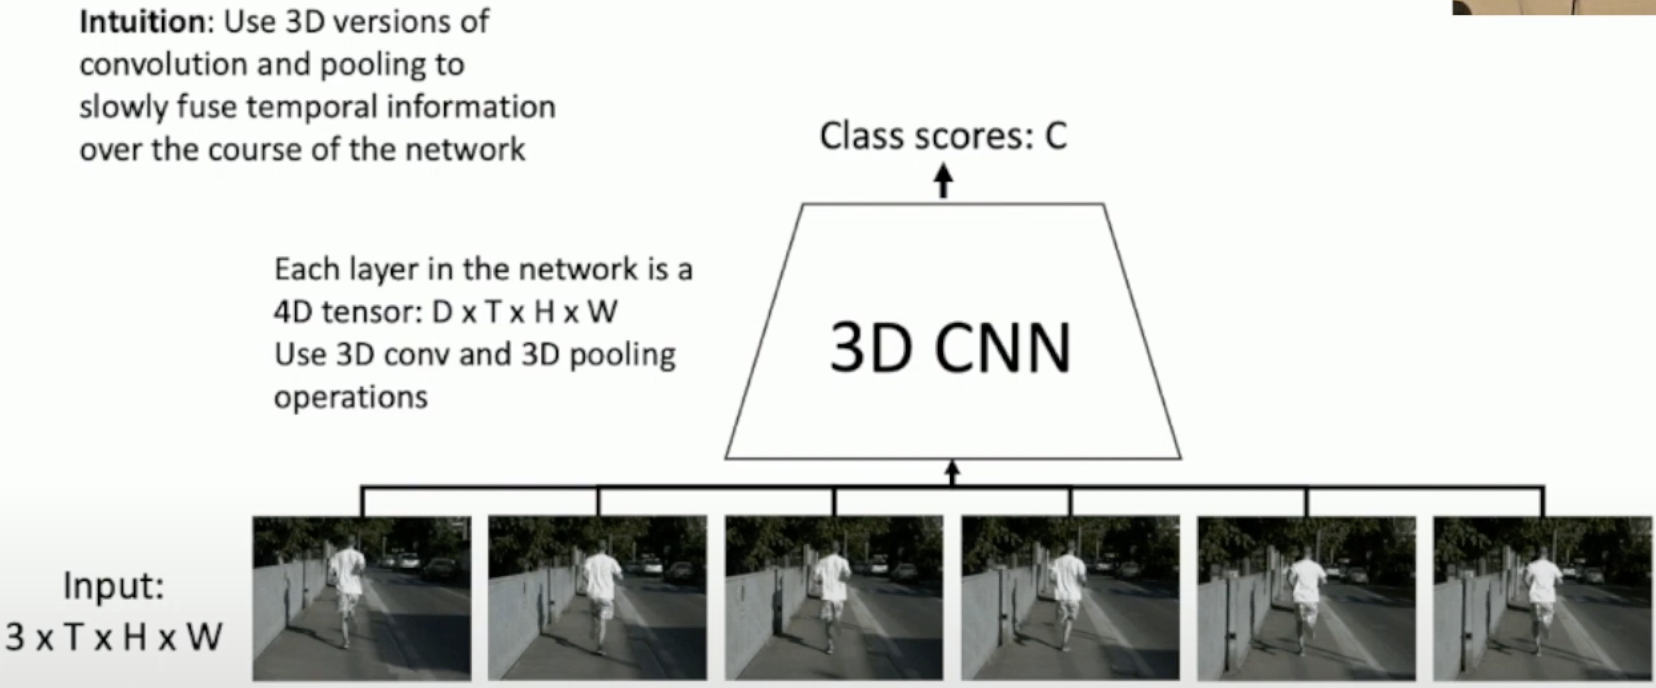 Intuition: Use 3D versions of
convolution and pooling to
slowly fuse temporal information
over the course of the network
Class scores: C
Each layer in the network is a
4D tensor: D x T x H x W
Use 3D conv and 3D pooling
operations
3D CNN
Input:
3 x T x H x W